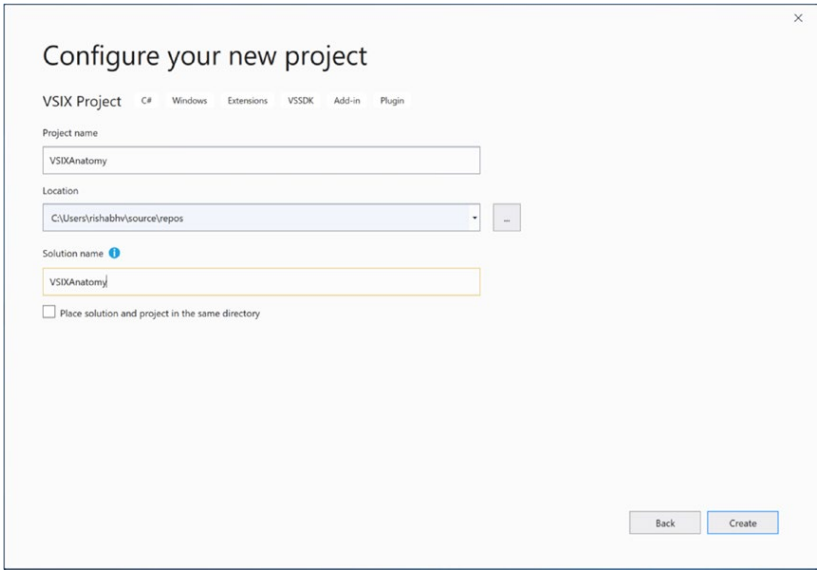 Configure your new project
VSIX Project C# Windows Extensions VSSDK Add-in Plugin
Project name
VSIXAnatomy
Location
C:\Users\rishabhv\source\repos
...
Solution name
VSIXAnatomy
Place solution and project in the same directory
Back Create